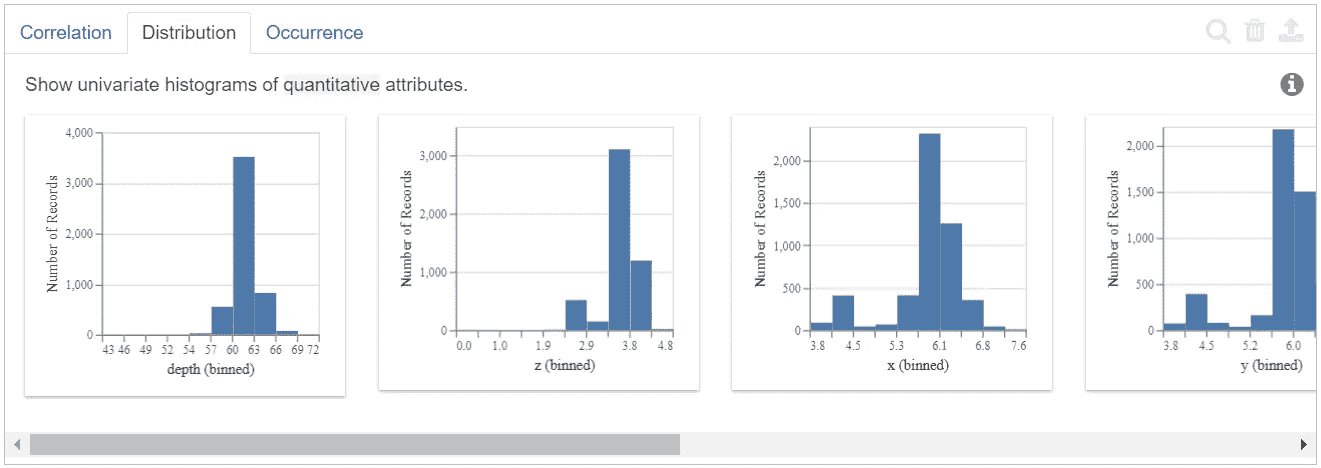 Correlation Distribution Occurrence
Show univariate histograms of quantitative attributes.
4,000
3,000
2,000
1,000
0
Number of Records
43 46 49 52 54 57 60 63 66 69 72
depth (binned)
3,000
2,000
1,000
0
Number of Records
0.0 1.0 1.9 2.9 3.8 4.8
z (binned)
2,000
1,500
1,000
500
0
Number of Records
3.8 4.5 5.3 6.1 6.8 7.6
x (binned)
2,000
1,500
1,000
500
0
Number of Records
3.8 4.5 5.2 6.0
y (binned)